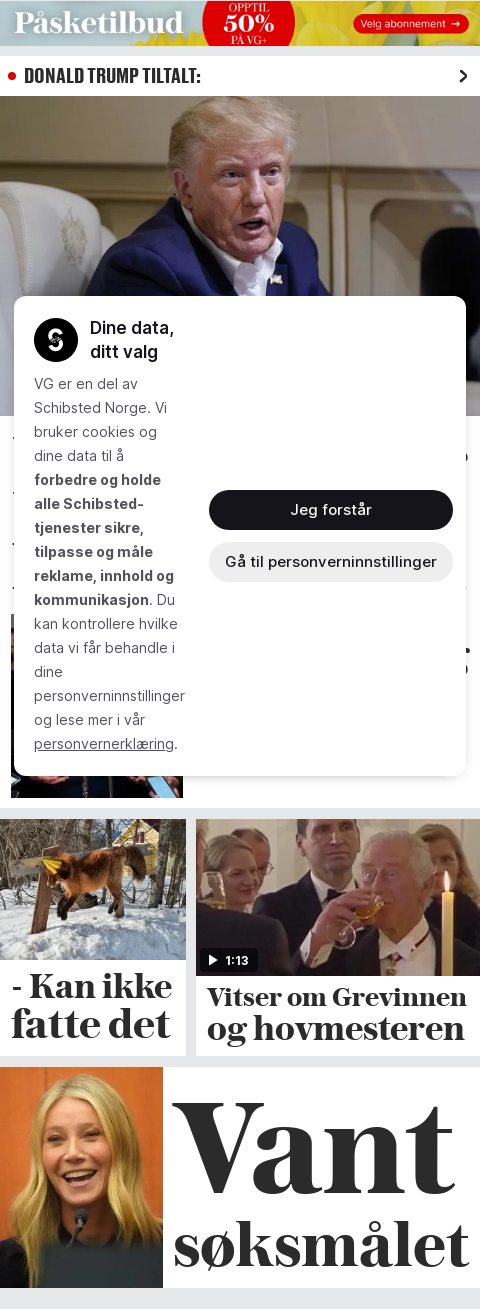 Påsketilbud
OPPTIL
50%
PÅ VG+
Velg abonnement →
DONALD TRUMP TILTALT:
Dine data,
ditt valg
VG er en del av
Schibsted Norge. Vi
bruker cookies og
dine data til å
forbedre og holde
alle Schibsted-
tjenester sikre,
tilpasse og måle
reklame, innhold og
kommunikasjon. Du
kan kontrollere hvilke
data vi får behandle i
dine
personverninnstillinger
og lese mer i vår
personvernerklæring.
Jeg forstår
Gå til personverninnstillinger
- Kan ikke
fatte det
1:13
Vitser om Grevinnen
og hovmesteren
Vant
søksmålet